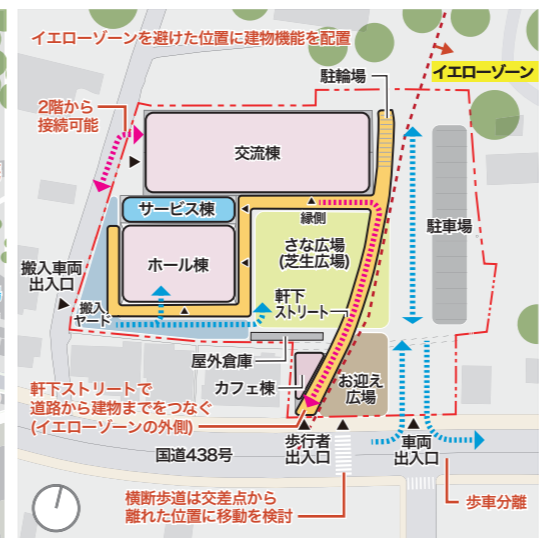 イエローゾーンを避けた位置に建物機能を配置
駐輪場
イエローゾーン
2階から
接続可能
交流棟
サービス棟
縁側
駐車場
ホール棟
さな広場
(芝生広場)
搬入車両
出入口
搬入
ヤード
軒下
ストリート
屋外倉庫
カフェ棟
お迎え
広場
軒下ストリートで
道路から建物までをつなぐ
(イエローゾーンの外側)
歩行者
出入口
車両
出入口
国道438号
横断歩道は交差点から
離れた位置に移動を検討
歩車分離